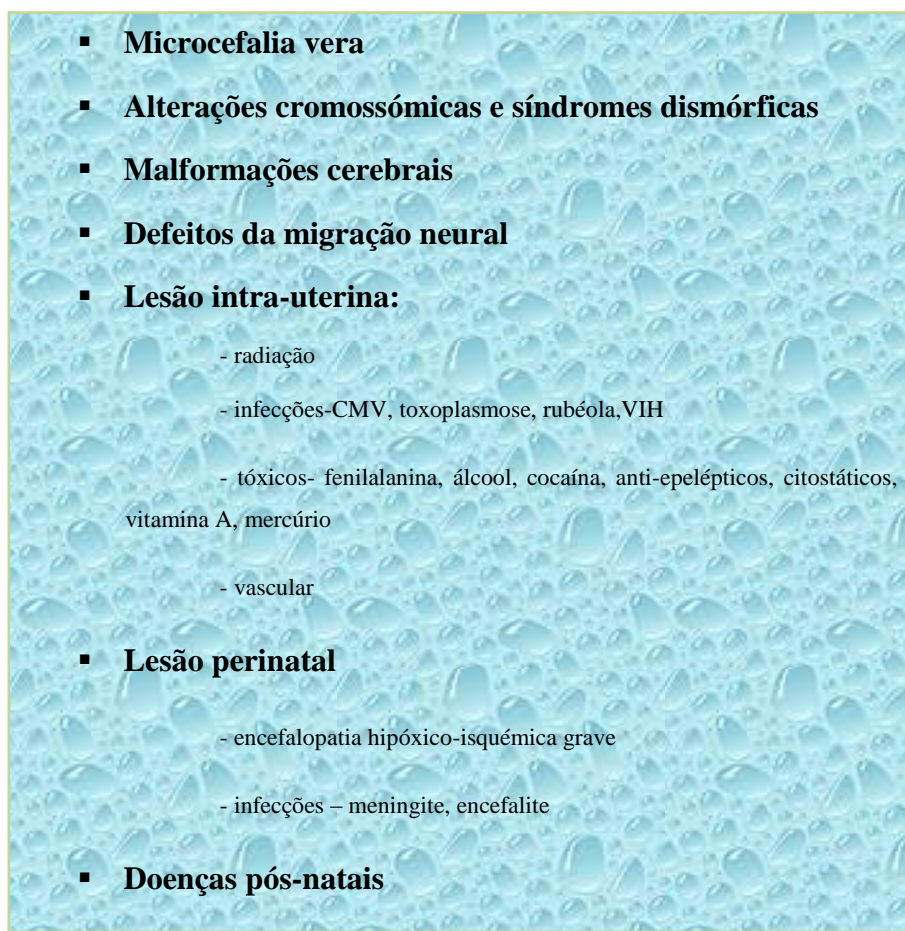 ▪ Microcefalia vera
▪ Alterações cromossómicas e síndromes dismórficas
▪ Malformações cerebrais
▪ Defeitos da migração neural
▪ Lesão intra-uterina:
- radiação
- infecções-CMV, toxoplasmose, rubéola,VIH
- tóxicos- fenilalanina, álcool, cocaína, anti-epelépticos, citostáticos,
vitamina A, mercúrio
- vascular
▪ Lesão perinatal
- encefalopatia hipóxico-isquémica grave
- infecções – meningite, encefalite
▪ Doenças pós-natais